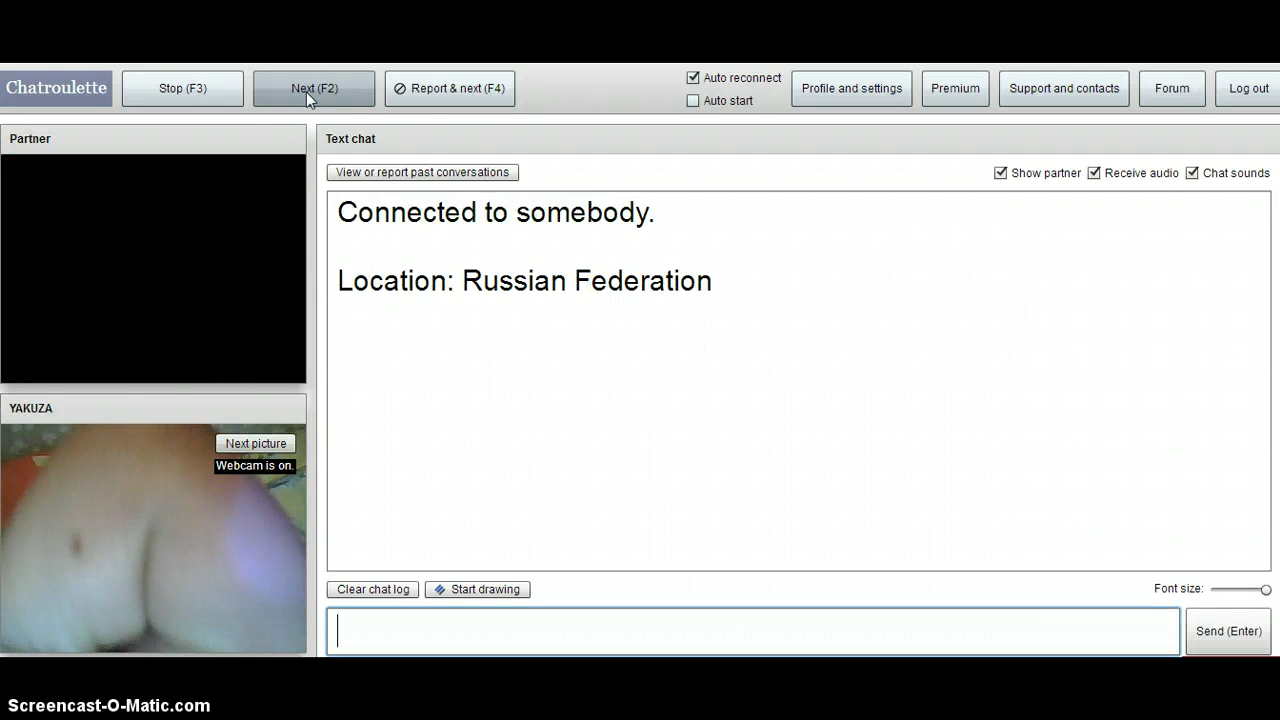 Chatroulette
Stop (F3)
Next (F2)
Report & next (F4)
Auto reconnect
Auto start
Profile and settings
Premium
Support and contacts
Forum
Log out
Partner
Text chat
View or report past conversations
Show partner
Receive audio
Chat sounds
Connected to somebody.
Location: Russian Federation
YAKUZA
Next picture
Webcam is on.
Clear chat log
Start drawing
Font size:
Send (Enter)
Screencast-O-Matic.com